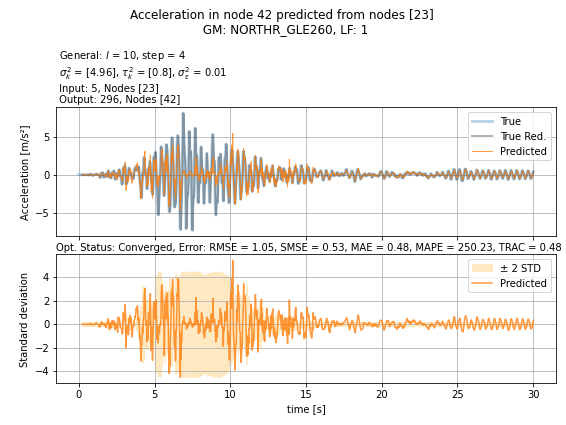 Acceleration in node 42 predicted from nodes [23]
GM: NORTHR_GLE260, LF: 1
General: l = 10, step = 4
σ²ₖ = [4.96], τ²ₖ = [0.8], σ²ₑ = 0.01
Input: 5, Nodes [23]
Output: 296, Nodes [42]
Acceleration [m/s²]
5
0
−5
True
True Red.
Predicted
Opt. Status: Converged, Error: RMSE = 1.05, SMSE = 0.53, MAE = 0.48, MAPE = 250.23, TRAC = 0.48
Standard deviation
4
2
0
−2
−4
± 2 STD
Predicted
0 5 10 15 20 25 30
time [s]